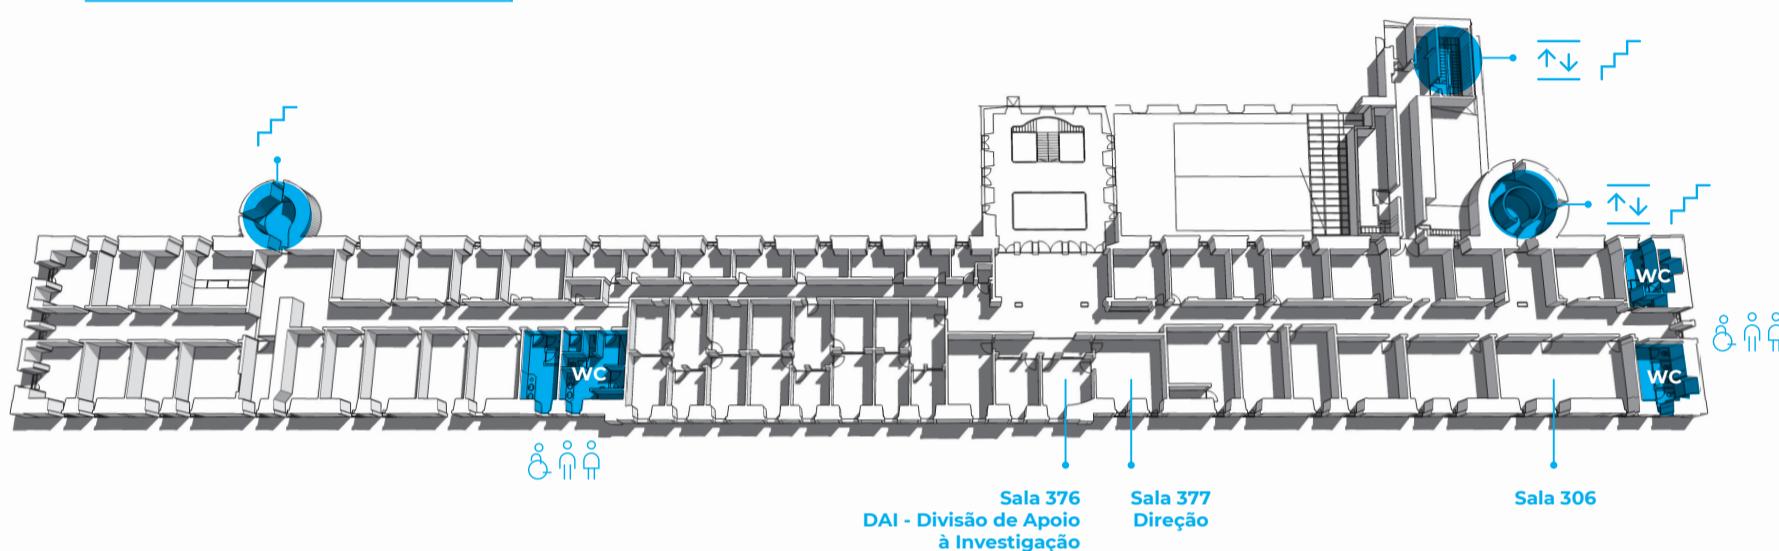 WC
WC
WC
Sala 376
DAI - Divisão de Apoio
à Investigação
Sala 377
Direção
Sala 306